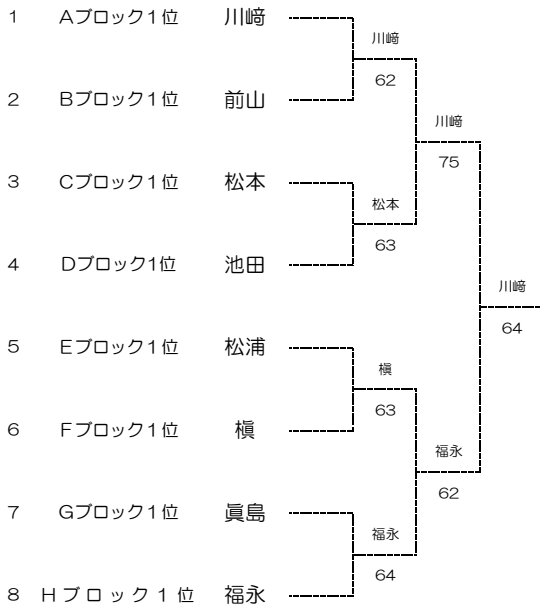 1 Aブロック1位 川﨑
川﨑
62
2 Bブロック1位 前山
川﨑
75
3 Cブロック1位 松本
松本
63
4 Dブロック1位 池田
川﨑
64
5 Eブロック1位 松浦
槇
63
6 Fブロック1位 槇
福永
62
7 Gブロック1位 眞島
福永
64
8 Hブロック1位 福永